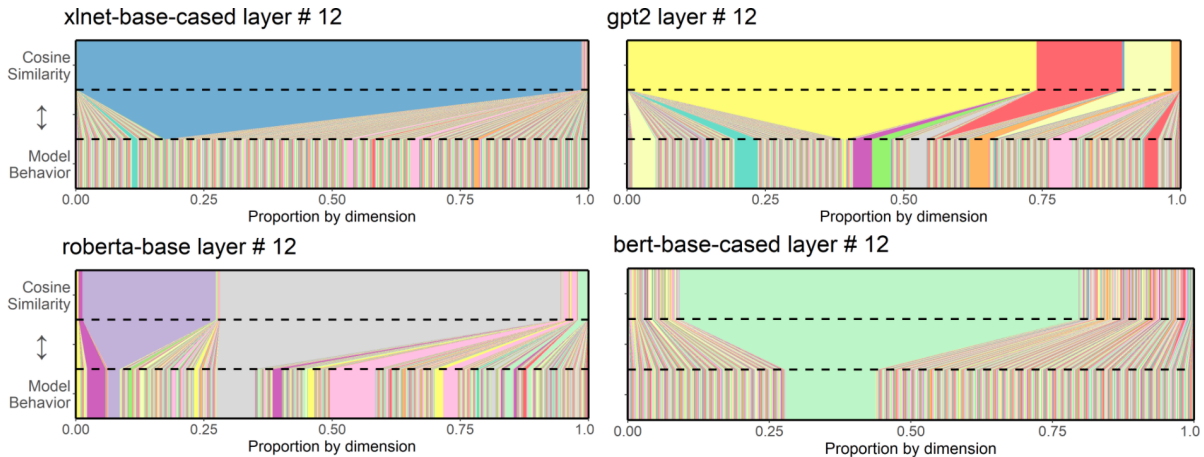 xlnet-base-cased layer # 12
Cosine
Similarity
↕
Model
Behavior
0.00 0.25 0.50 0.75 1.0
Proportion by dimension
gpt2 layer # 12
0.00 0.25 0.50 0.75 1.0
Proportion by dimension
roberta-base layer # 12
Cosine
Similarity
↕
Model
Behavior
0.00 0.25 0.50 0.75 1.0
Proportion by dimension
bert-base-cased layer # 12
0.00 0.25 0.50 0.75 1.0
Proportion by dimension